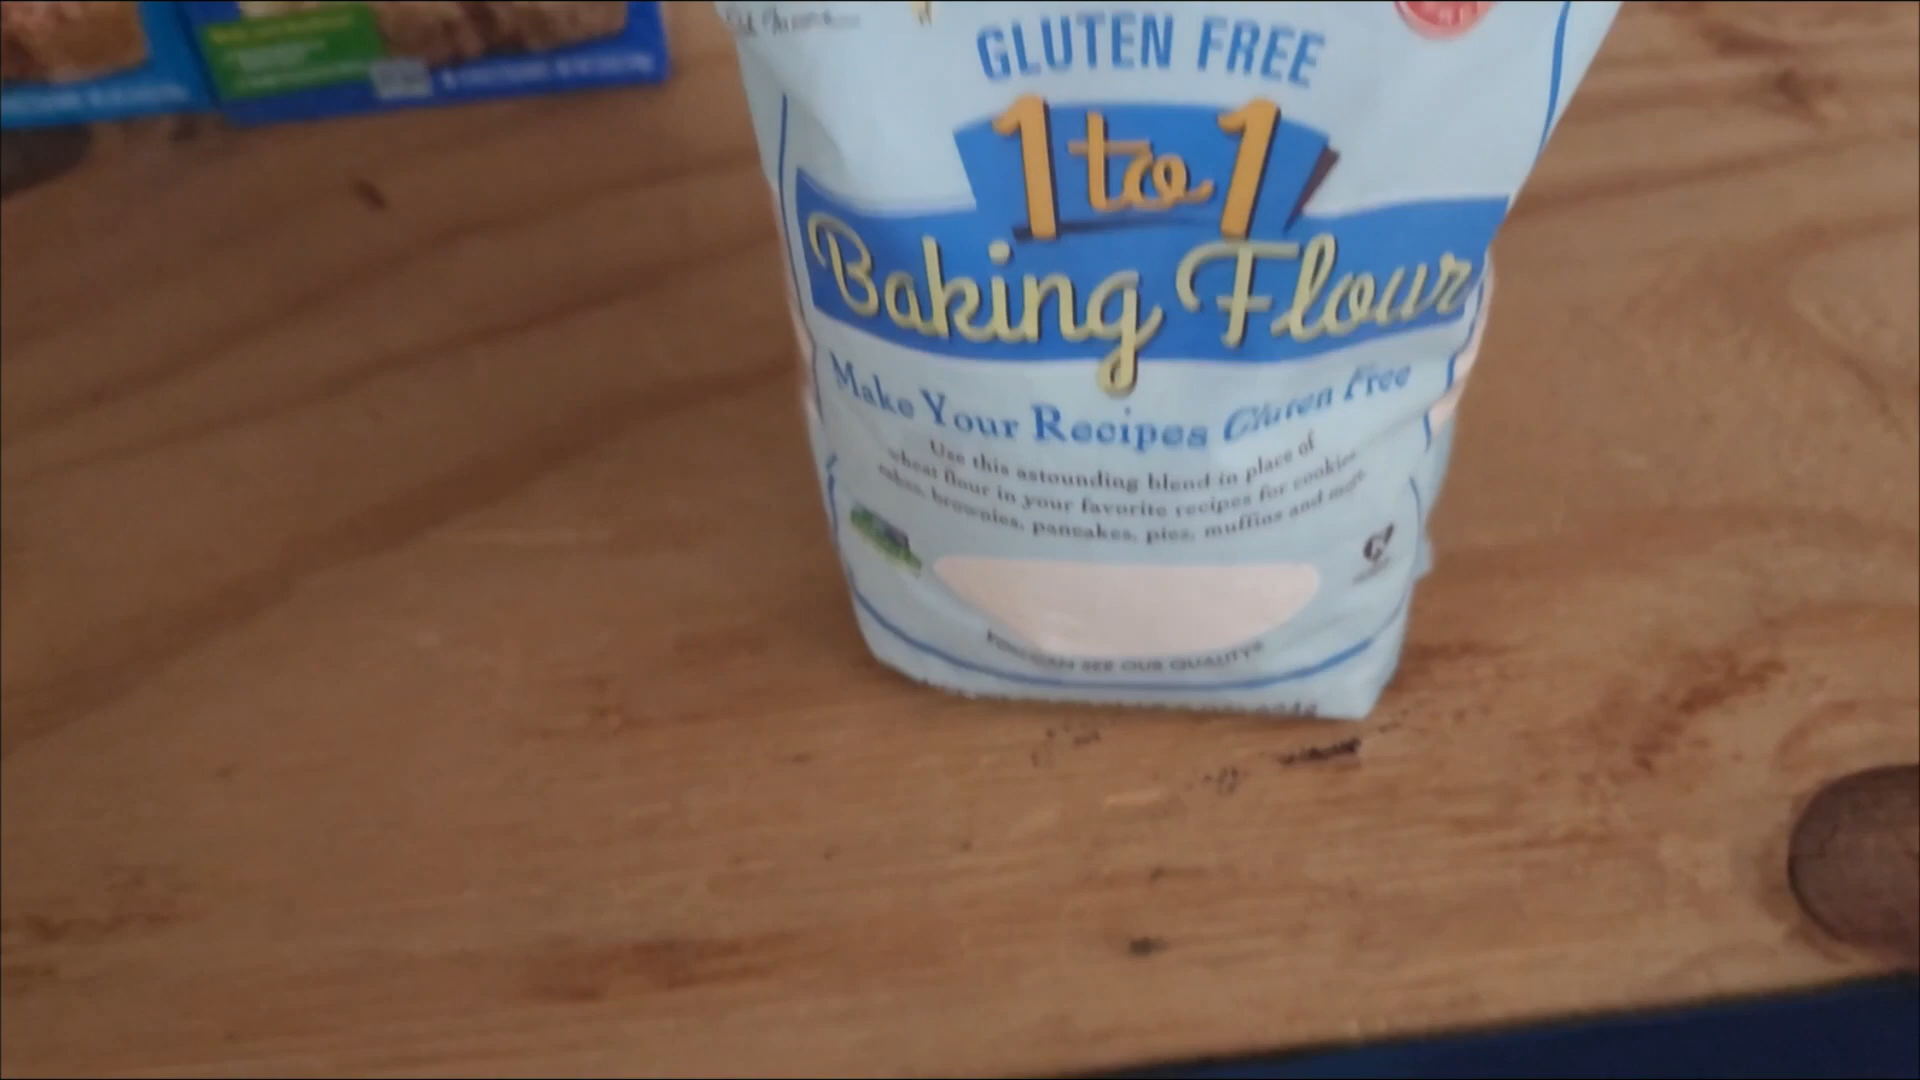 GLUTEN FREE
1 to 1
Baking Flour
Make Your Recipes Gluten Free
Use this astounding blend in place of
wheat flour in your favorite recipes for cookies,
cakes, brownies, pancakes, pies, muffins and more
YOU CAN SEE OUR QUALITY